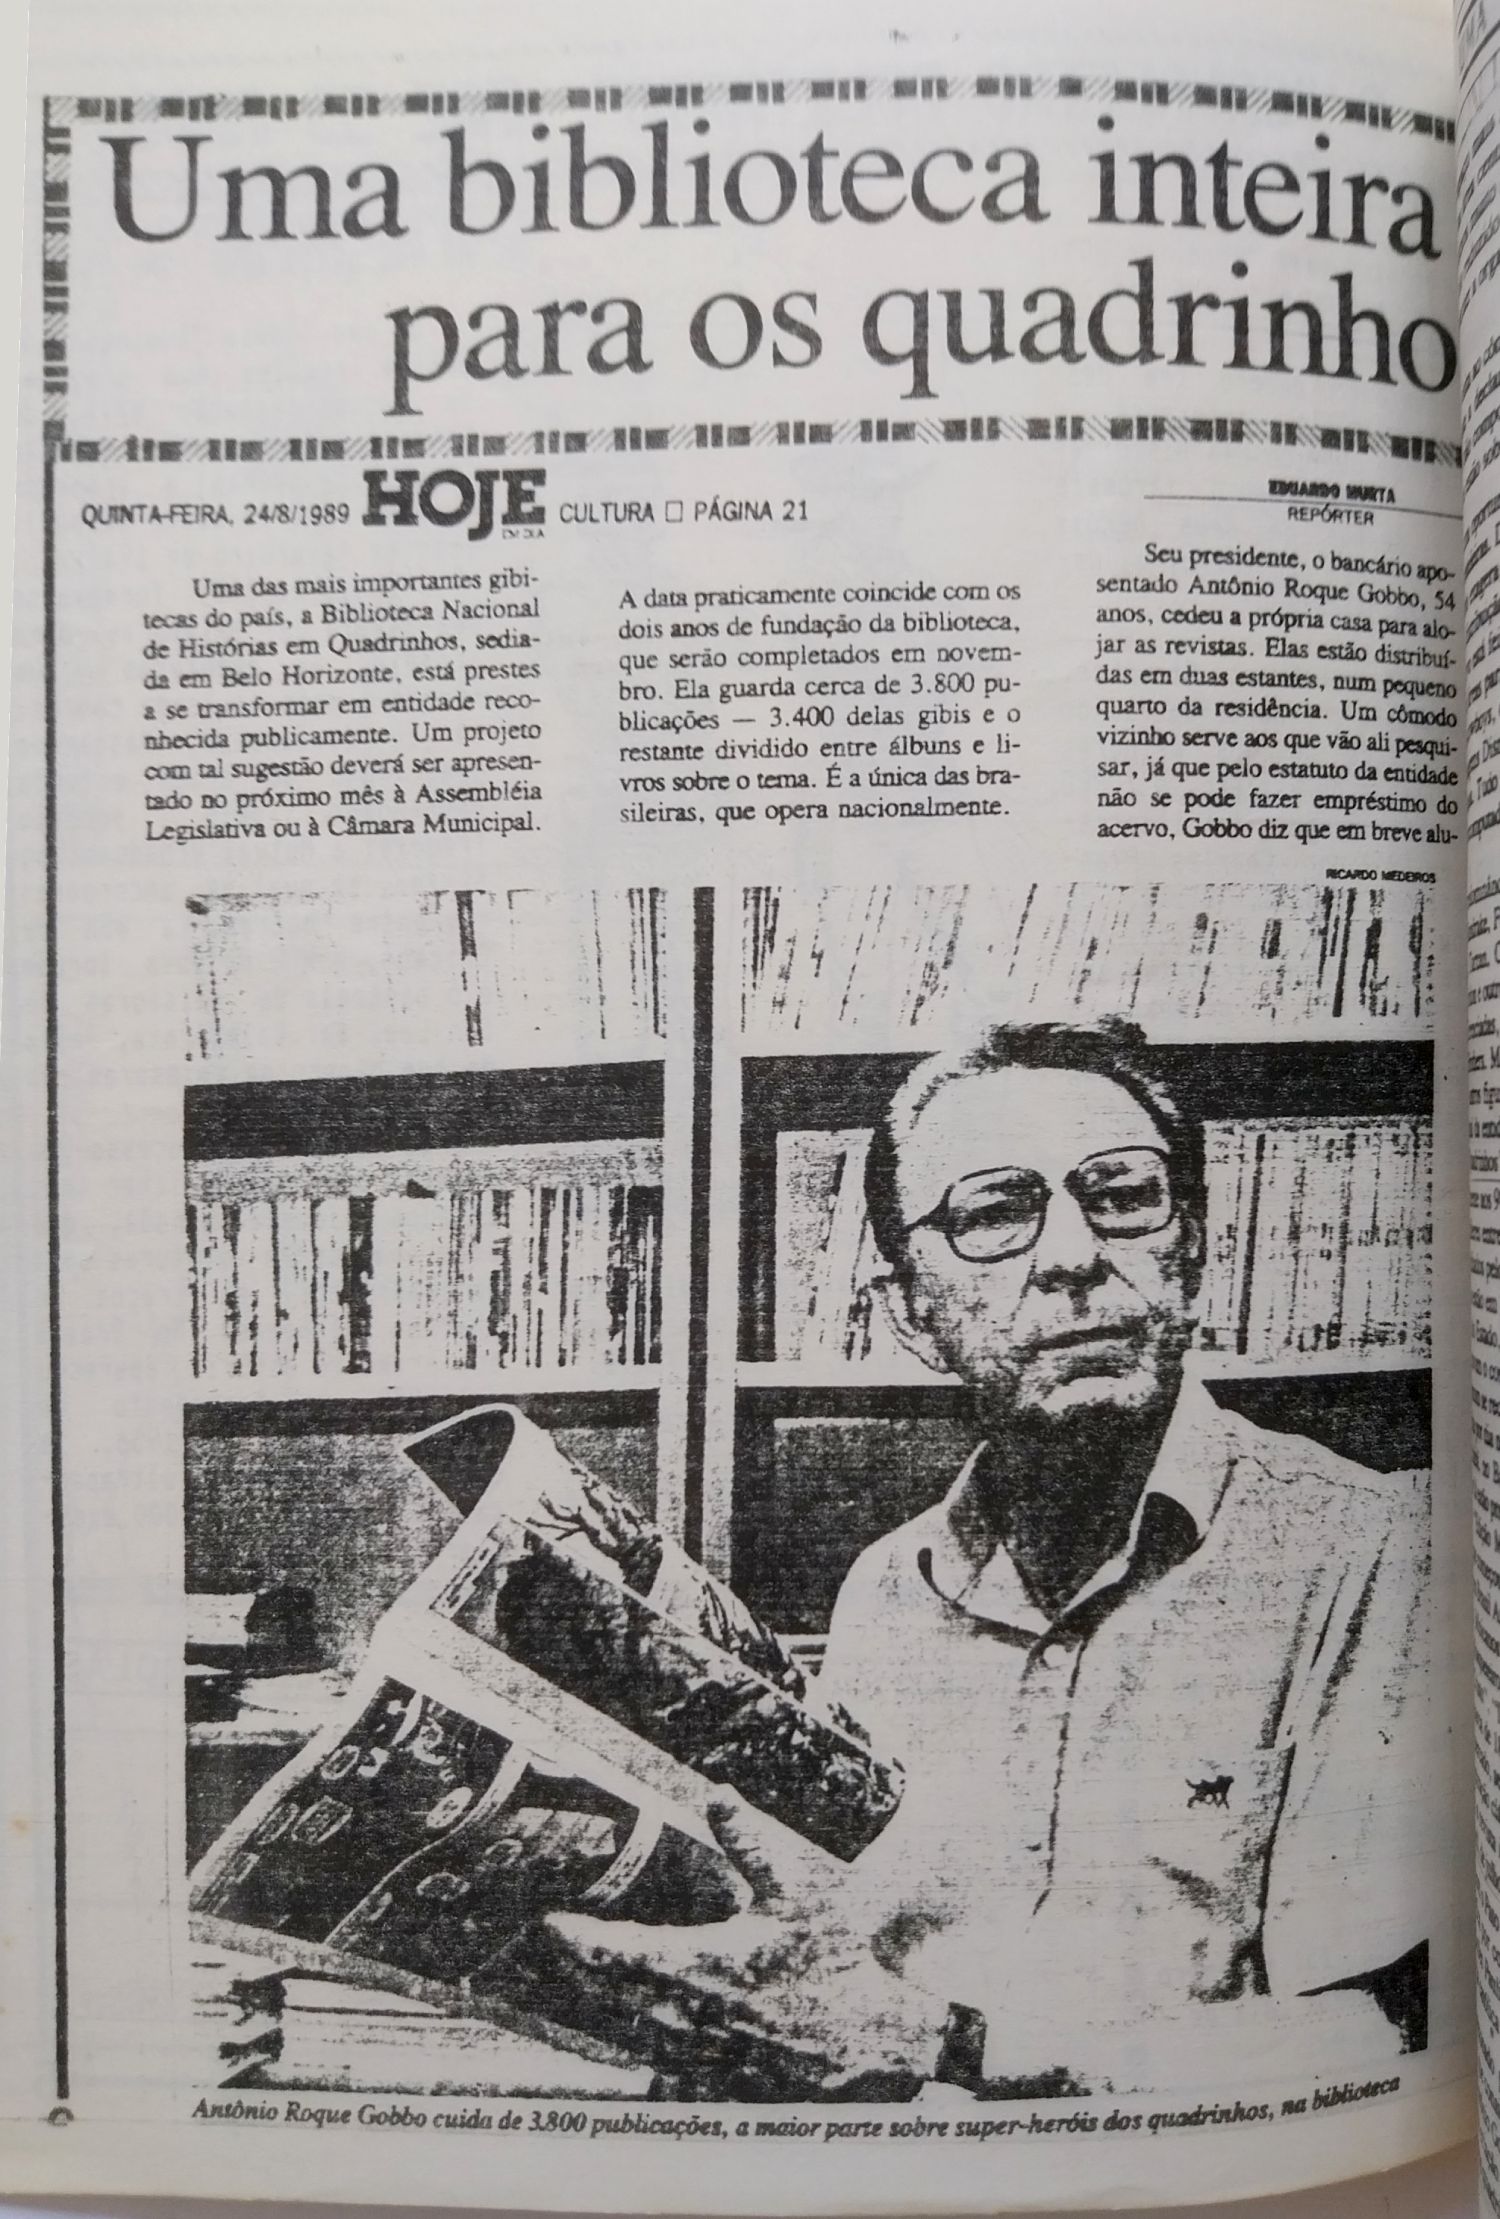 Uma biblioteca inteira
para os quadrinho
QUINTA-FEIRA, 24/8/1989 HOJE EM DIA CULTURA □ PÁGINA 21
EDUARDO MURTA
REPÓRTER
Uma das mais importantes gibi-
tecas do país, a Biblioteca Nacional
de Histórias em Quadrinhos, sedia-
da em Belo Horizonte, está prestes
a se transformar em entidade reco-
nhecida publicamente. Um projeto
com tal sugestão deverá ser apresen-
tado no próximo mês à Assembléia
Legislativa ou à Câmara Municipal.
A data praticamente coincide com os
dois anos de fundação da biblioteca,
que serão completados em novem-
bro. Ela guarda cerca de 3.800 pu-
blicações — 3.400 delas gibis e o
restante dividido entre álbuns e li-
vros sobre o tema. É a única das bra-
sileiras, que opera nacionalmente.
Seu presidente, o bancário apo-
sentado Antônio Roque Gobbo, 54
anos, cedeu a própria casa para alo-
jar as revistas. Elas estão distribuí-
das em duas estantes, num pequeno
quarto da residência. Um cômodo
vizinho serve aos que vão ali pesqui-
sar, já que pelo estatuto da entidade
não se pode fazer empréstimo do
acervo, Gobbo diz que em breve alu-
RICARDO MEDEIROS
Antônio Roque Gobbo cuida de 3.800 publicações, a maior parte sobre super-heróis dos quadrinhos, na biblioteca